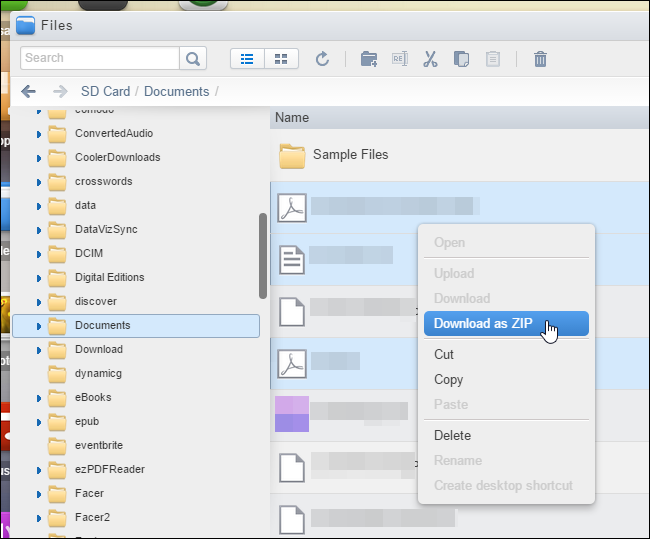 Files
Search
SD Card / Documents /
Name
comodo
ConvertedAudio
CoolerDownloads
crosswords
data
DataVizSync
DCIM
Digital Editions
discover
Documents
Download
dynamicg
eBooks
epub
eventbrite
ezPDFReader
Facer
Facer2
Sample Files
Open
Upload
Download
Download as ZIP
Cut
Copy
Paste
Delete
Rename
Create desktop shortcut